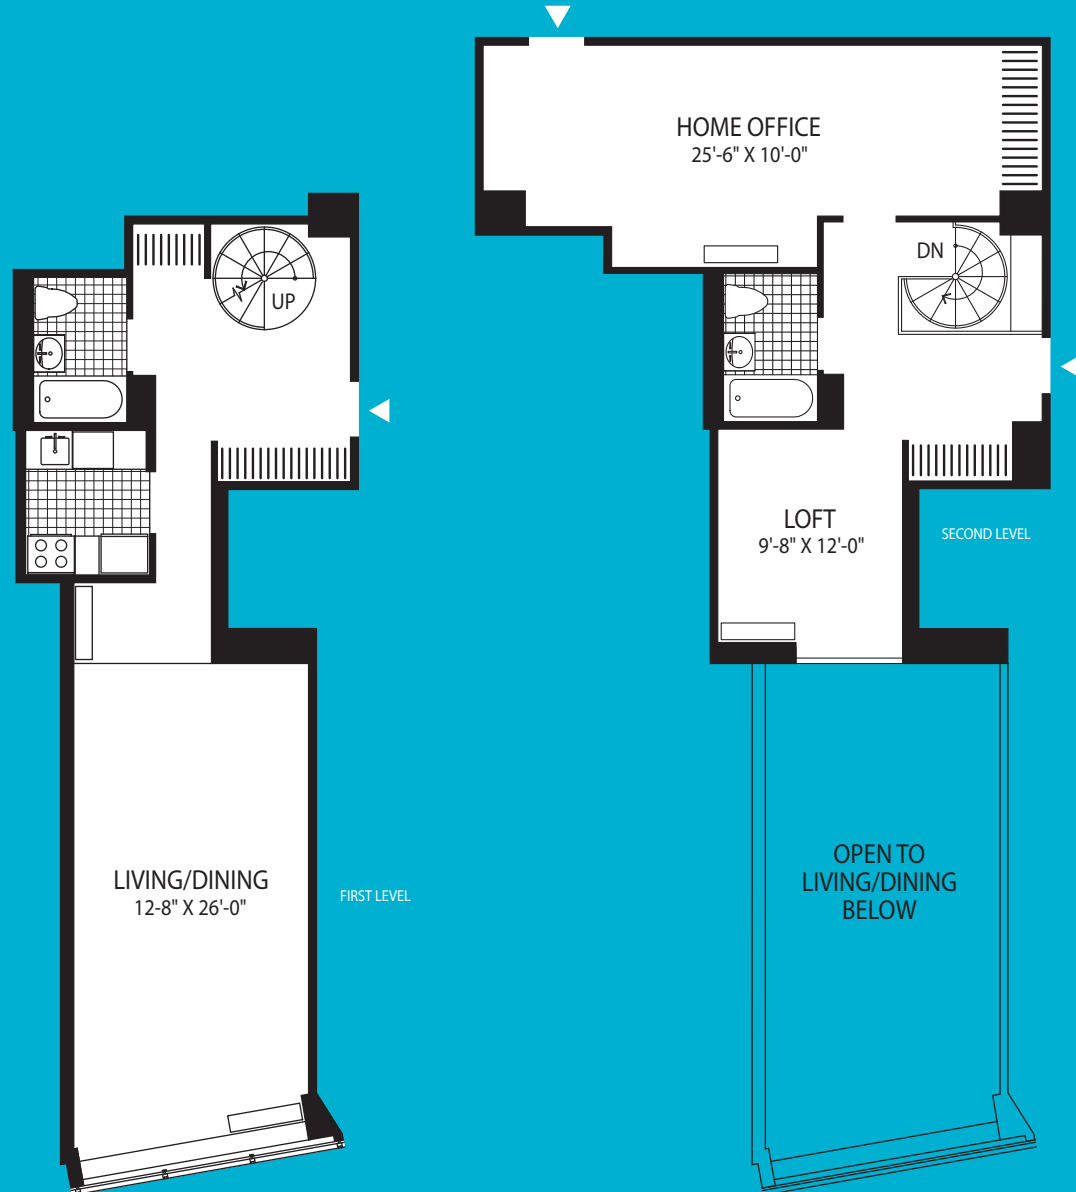 HOME OFFICE
25'-6" X 10'-0"
UP
DN
LOFT
9'-8" X 12'-0"
SECOND LEVEL
LIVING/DINING
12-8" X 26'-0"
FIRST LEVEL
OPEN TO
LIVING/DINING
BELOW